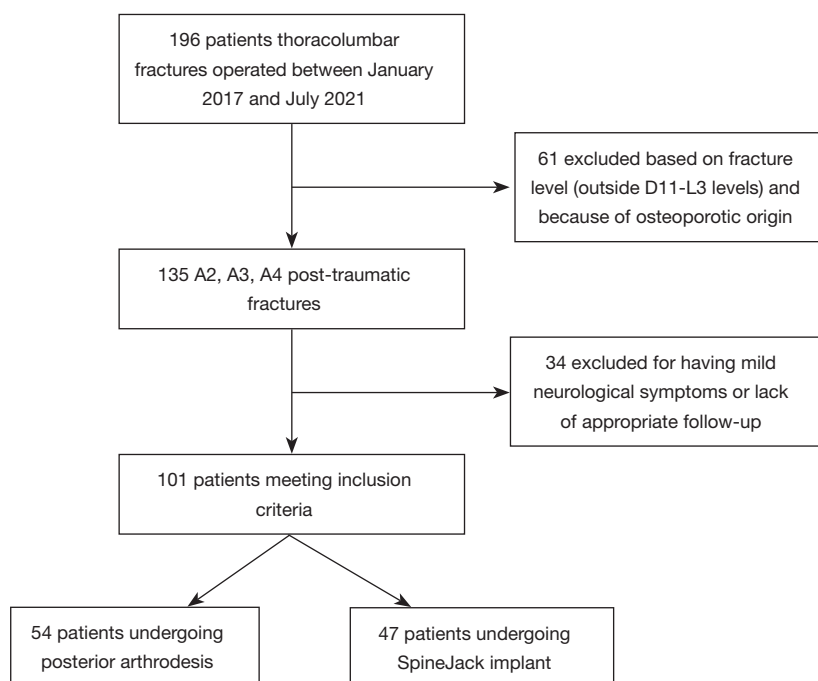 196 patients thoracolumbar
fractures operated between January
2017 and July 2021
61 excluded based on fracture
level (outside D11-L3 levels) and
because of osteoporotic origin
135 A2, A3, A4 post-traumatic
fractures
34 excluded for having mild
neurological symptoms or lack
of appropriate follow-up
101 patients meeting inclusion
criteria
54 patients undergoing
posterior arthrodesis
47 patients undergoing
SpineJack implant